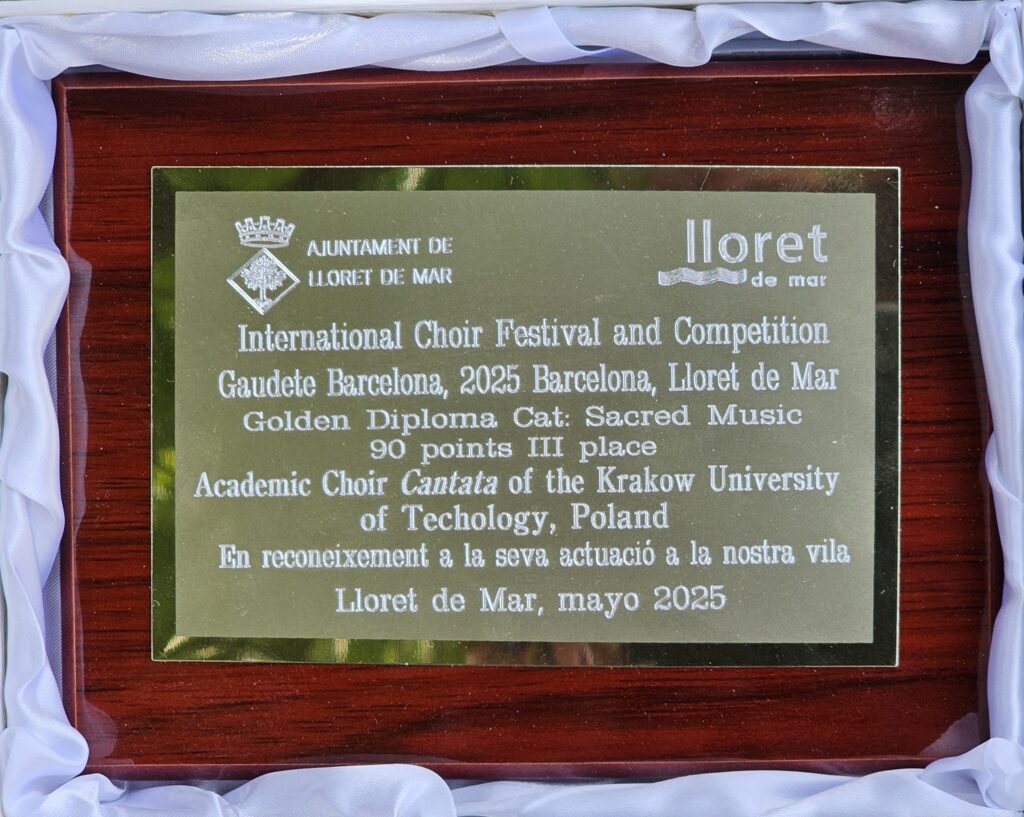 AJUNTAMENT DE
LLORET DE MAR
lloret
de mar
International Choir Festival and Competition
Gaudete Barcelona, 2025 Barcelona, Lloret de Mar
Golden Diploma Cat: Sacred Music
90 points III place
Academic Choir Cantata of the Krakow University
of Techology, Poland
En reconeixement a la seva actuació a la nostra vila
Lloret de Mar, mayo 2025